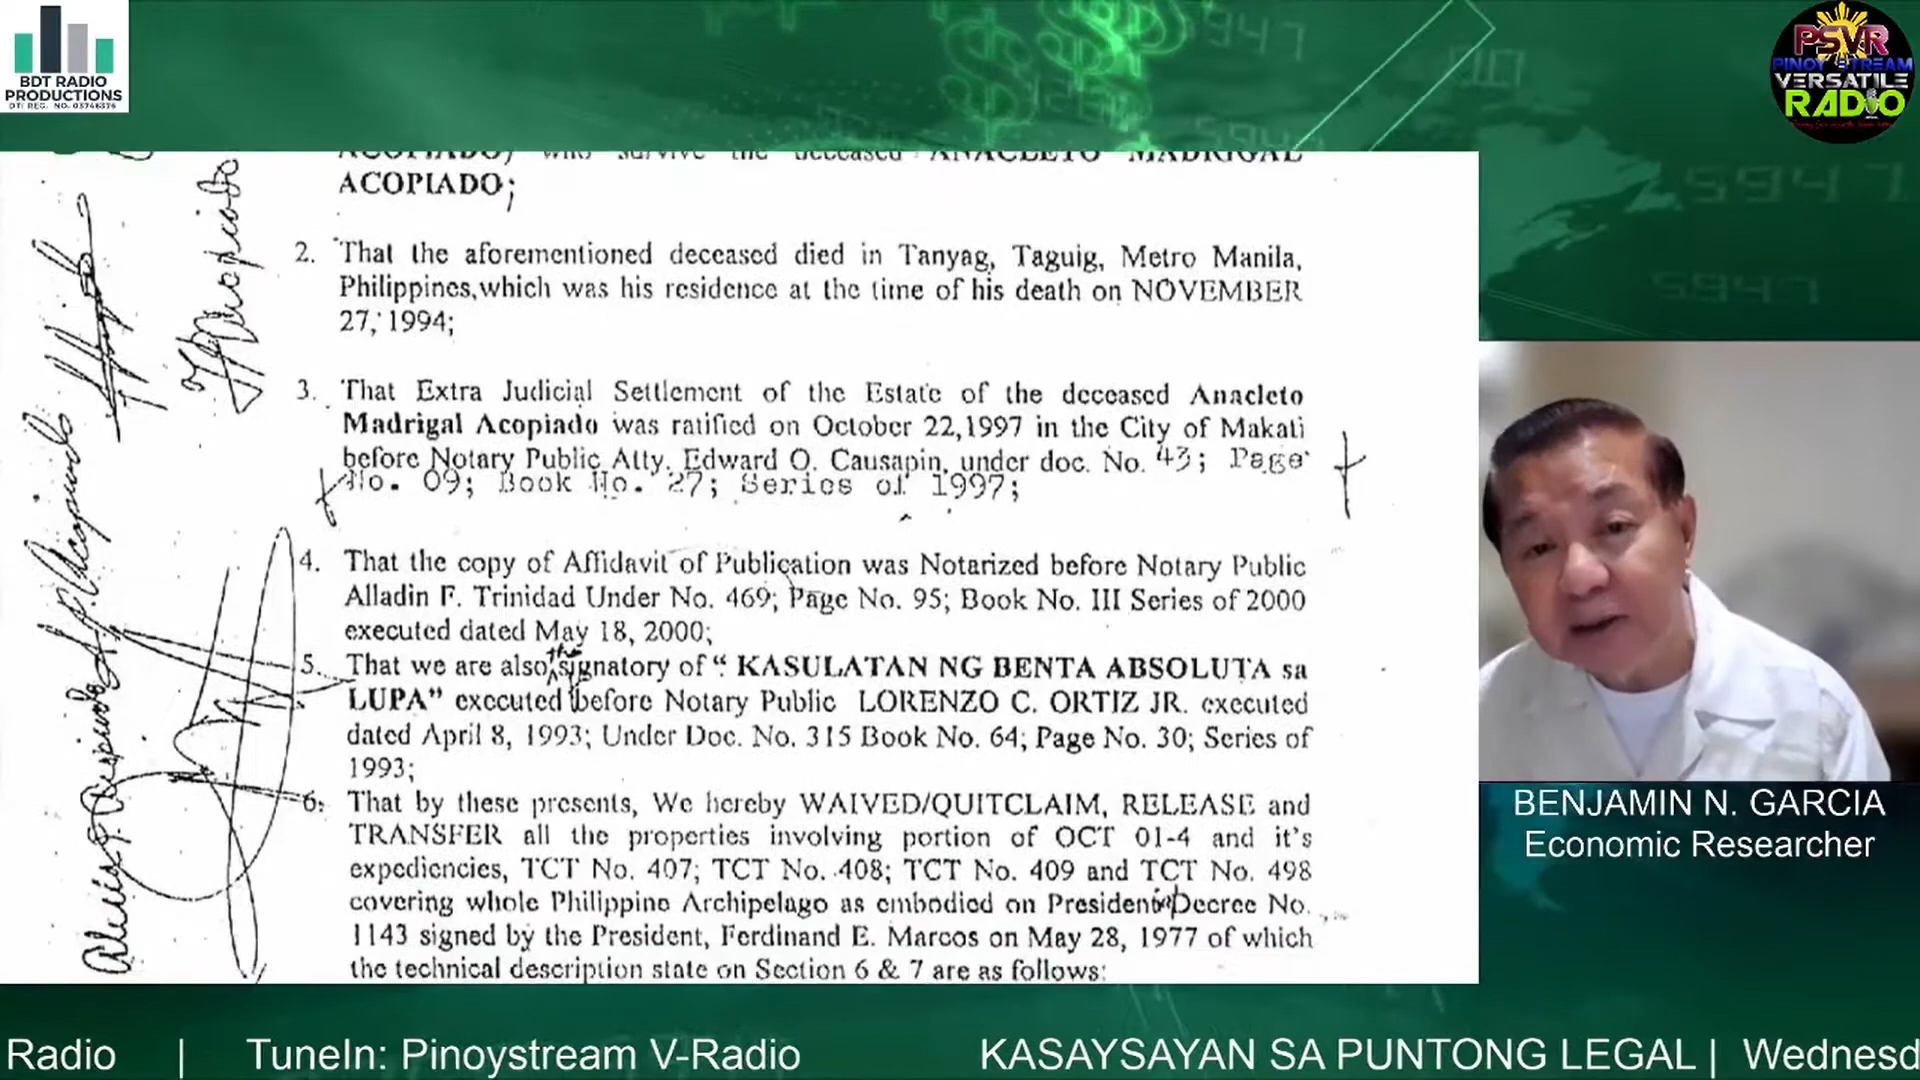 BDT RADIO
PRODUCTIONS
DTI REG. NO. 03746376
PSVR
PINOY STREAM
VERSATILE
RADIO
ACOPIADO) who survive the deceased ANACLETO MADRIGAL
ACOPIADO;
2. That the aforementioned deceased died in Tanyag, Taguig, Metro Manila,
Philippines,which was his residence at the time of his death on NOVEMBER
27, 1994;
3. That Extra Judicial Settlement of the Estate of the deceased Anacleto
Madrigal Acopiado was ratified on October 22,1997 in the City of Makati
before Notary Public Atty. Edward O. Causapin, under doc. No. 43; Page
No. 09; Book No. 27; Series of 1997;
4. That the copy of Affidavit of Publication was Notarized before Notary Public
Alladin F. Trinidad Under No. 469; Page No. 95; Book No. III Series of 2000
executed dated May 18, 2000;
5. That we are also the signatory of “ KASULATAN NG BENTA ABSOLUTA sa
LUPA” executed before Notary Public LORENZO C. ORTIZ JR. executed
dated April 8, 1993; Under Doc. No. 315 Book No. 64; Page No. 30; Series of
1993;
6. That by these presents, We hereby WAIVED/QUITCLAIM, RELEASE and
TRANSFER all the properties involving portion of OCT 01-4 and it's
expediencies, TCT No. 407; TCT No. 408; TCT No. 409 and TCT No. 498
covering whole Philippine Archipelago as embodied on Presidential Decree No.
1143 signed by the President, Ferdinand E. Marcos on May 28, 1977 of which
the technical description state on Section 6 & 7 are as follows:
BENJAMIN N. GARCIA
Economic Researcher
Radio | TuneIn: Pinoystream V-Radio KASAYSAYAN SA PUNTONG LEGAL | Wednesd